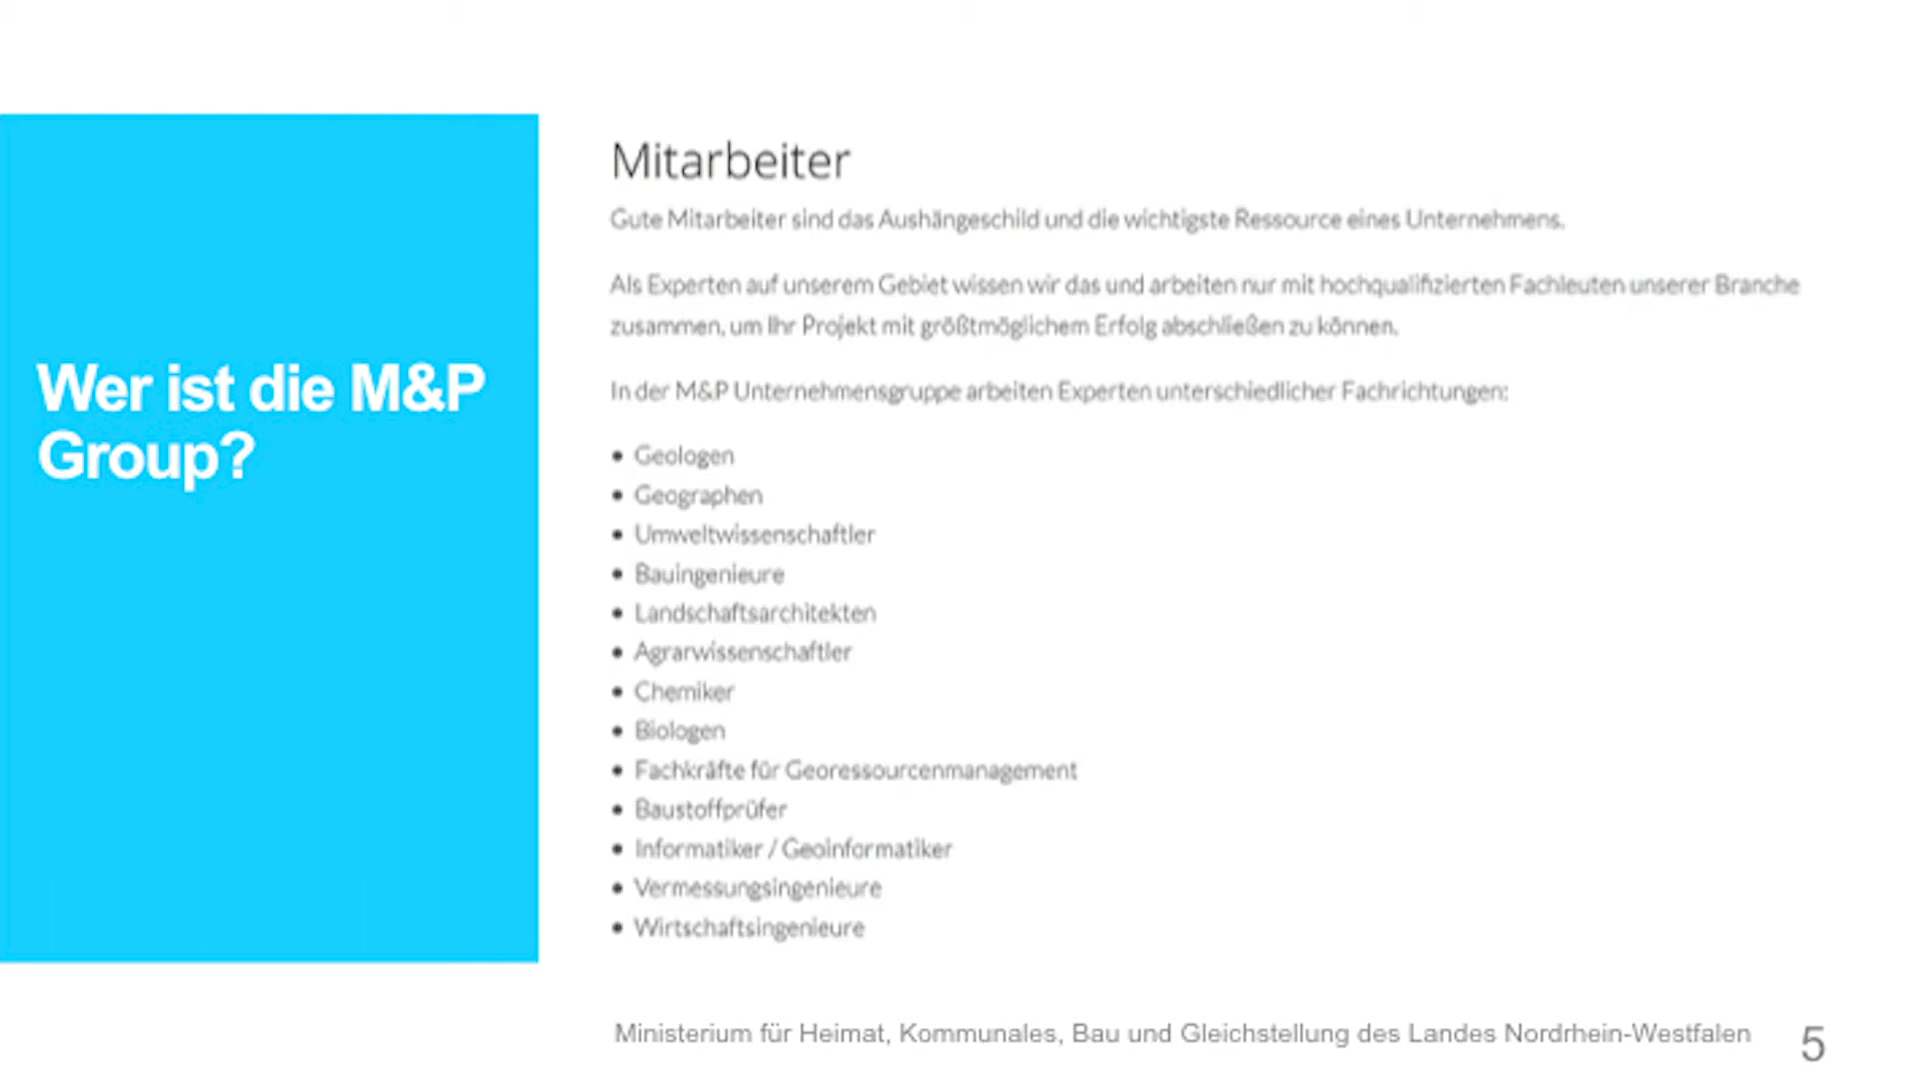 Wer ist die M&P
Group?
Mitarbeiter
Gute Mitarbeiter sind das Aushängeschild und die wichtigste Ressource eines Unternehmens.
Als Experten auf unserem Gebiet wissen wir das und arbeiten nur mit hochqualifizierten Fachleuten unserer Branche
zusammen, um Ihr Projekt mit größtmöglichem Erfolg abschließen zu können.
In der M&P Unternehmensgruppe arbeiten Experten unterschiedlicher Fachrichtungen:
• Geologen
• Geographen
• Umweltwissenschaftler
• Bauingenieure
• Landschaftsarchitekten
• Agrarwissenschaftler
• Chemiker
• Biologen
• Fachkräfte für Georessourcenmanagement
• Baustoffprüfer
• Informatiker / Geoinformatiker
• Vermessungsingenieure
• Wirtschaftsingenieure
Ministerium für Heimat, Kommunales, Bau und Gleichstellung des Landes Nordrhein-Westfalen
5